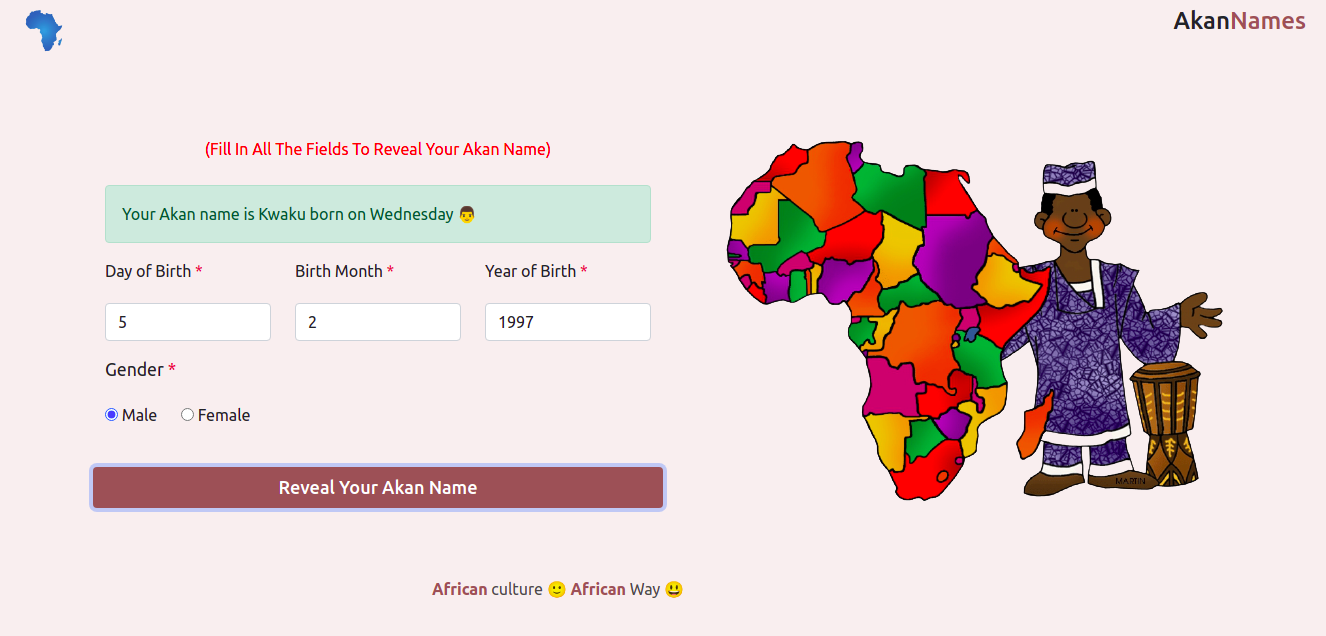 AkanNames
(Fill In All The Fields To Reveal Your Akan Name)
Your Akan name is Kwaku born on Wednesday 👨
Day of Birth * Birth Month * Year of Birth *
5 2 1997
Gender *
Male Female
Reveal Your Akan Name
MARTIN
African culture 🙂 African Way 😃